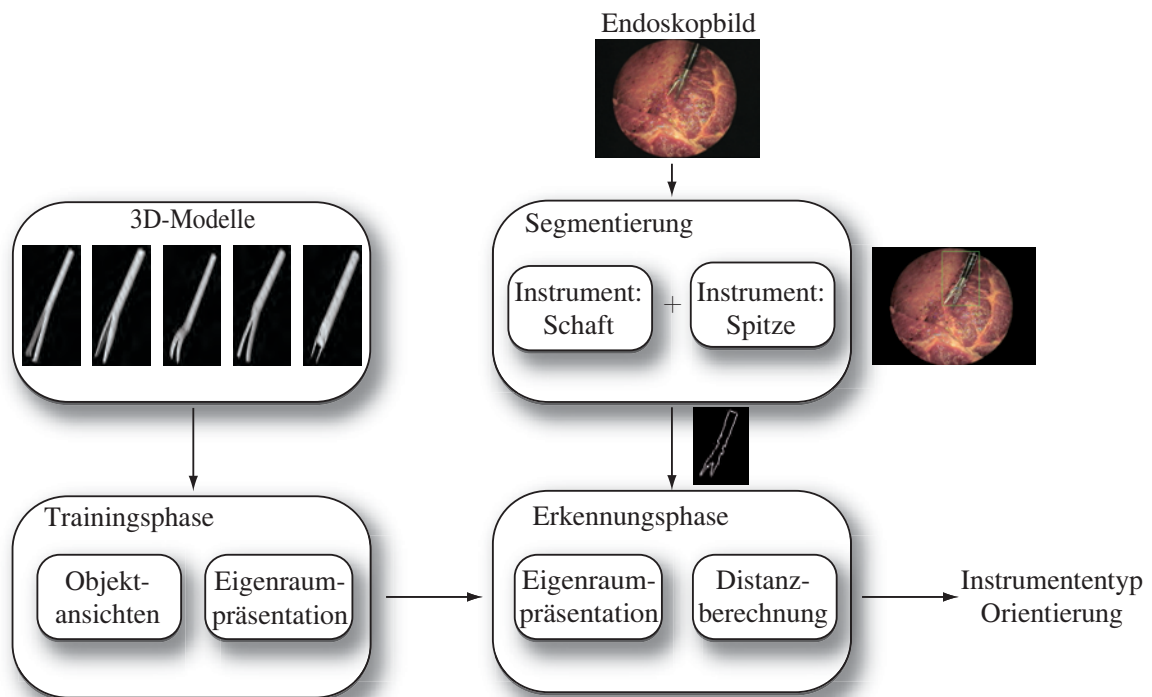 Endoskopbild
3D-Modelle
Segmentierung
Instrument:
Schaft
+
Instrument:
Spitze
Trainingsphase
Objekt-
ansichten
Eigenraum-
präsentation
Erkennungsphase
Eigenraum-
präsentation
Distanz-
berechnung
Instrumententyp
Orientierung